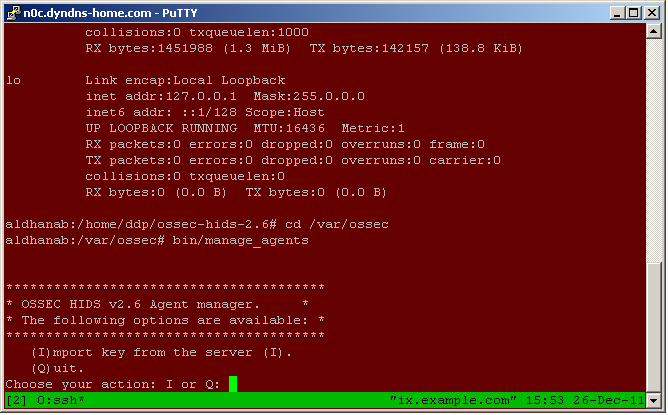 n0c.dyndns-home.com - PuTTY
collisions:0 txqueuelen:1000
RX bytes:1451988 (1.3 MiB)  TX bytes:142157 (138.8 KiB)
lo        Link encap:Local Loopback
inet addr:127.0.0.1  Mask:255.0.0.0
inet6 addr: ::1/128 Scope:Host
UP LOOPBACK RUNNING  MTU:16436  Metric:1
RX packets:0 errors:0 dropped:0 overruns:0 frame:0
TX packets:0 errors:0 dropped:0 overruns:0 carrier:0
collisions:0 txqueuelen:0
RX bytes:0 (0.0 B)  TX bytes:0 (0.0 B)
aldhanab:/home/ddp/ossec-hids-2.6# cd /var/ossec
aldhanab:/var/ossec# bin/manage_agents
****************************************
* OSSEC HIDS v2.6 Agent manager.     *
* The following options are available: *
****************************************
(I)mport key from the server (I).
(Q)uit.
Choose your action: I or Q:
[2] 0:ssh*                                      "ix.example.com" 15:53 26-Dec-11